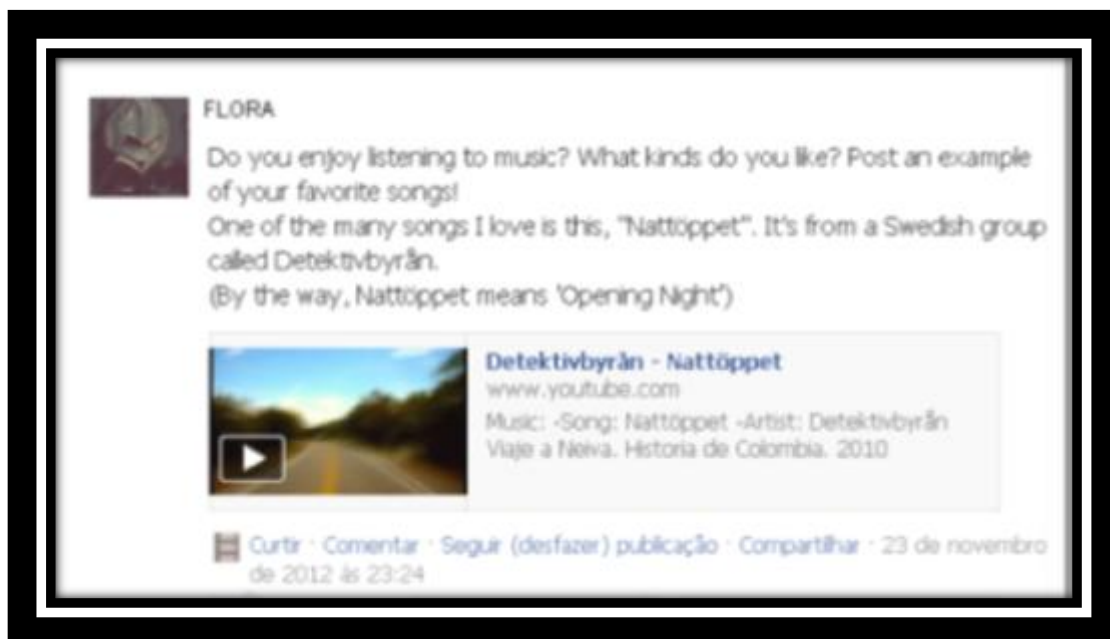 FLORA
Do you enjoy listening to music? What kinds do you like? Post an example
of your favorite songs!
One of the many songs I love is this, "Nattöppet". It's from a Swedish group
called Detektivbyrån.
(By the way, Nattöppet means 'Opening Night')
Detektivbyrån - Nattöppet
www.youtube.com
Music: -Song: Nattöppet -Artist: Detektivbyrån
Viaje a Neiva. Historia de Colombia. 2010
Curtir · Comentar · Seguir (desfazer) publicação · Compartilhar · 23 de novembro
de 2012 às 23:24